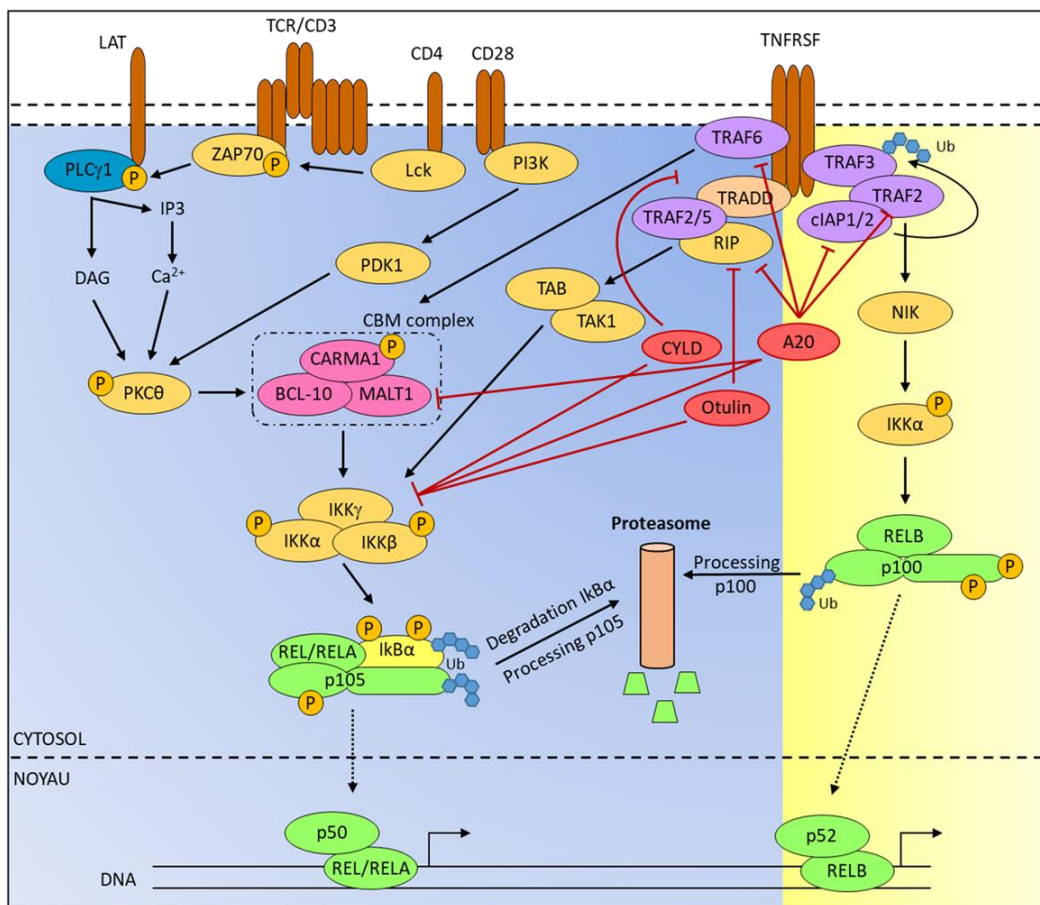 LAT
TCR/CD3
CD4
CD28
TNFRSF
PLCγ1
P
ZAP70
P
Lck
PI3K
TRAF6
TRAF3
Ub
TRAF2
cIAP1/2
TRADD
TRAF2/5
RIP
IP3
DAG
Ca²⁺
PDK1
TAB
TAK1
NIK
CBM complex
CARMA1
P
BCL-10
MALT1
P
PKCθ
CYLD
A20
Otulin
IKKα
P
IKKγ
IKKα
P
IKKβ
P
Proteasome
RELB
p100
P
P
Ub
Processing
p100
Degradation IkBα
Processing p105
REL/RELA
IkBα
P
P
p105
P
Ub
CYTOSOL
NOYAU
p50
REL/RELA
p52
RELB
DNA